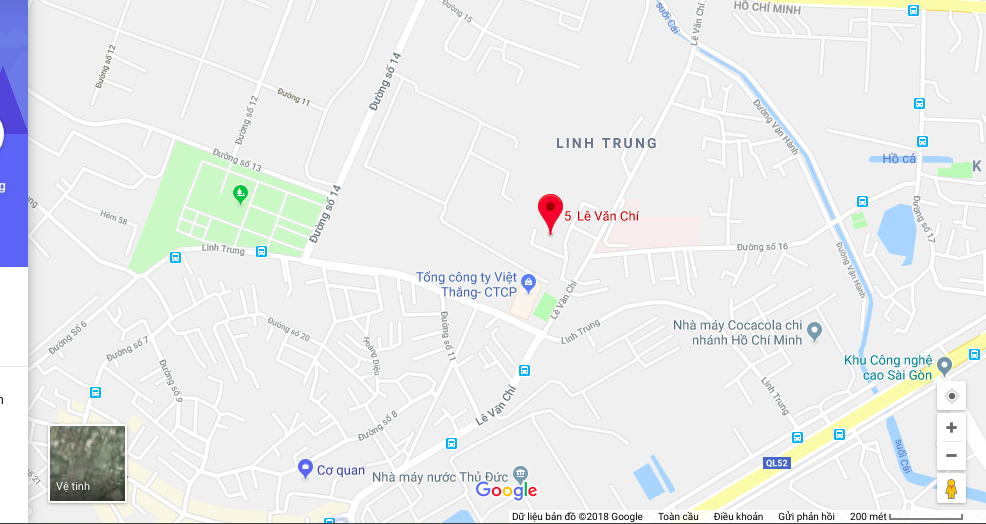 Đường số 15
HỒ CHÍ MINH
suối Cái
Lê Văn Chí
Đường số 12
Đường số 14
Đường 11
Đường số 12
Đường Vận Hành
LINH TRUNG
Đường số 13
Hồ cá
K
g
Hẻm 58
Đường số 14
5 Lê Văn Chí
Đường số 17
Linh Trung
Đường số 16
Đường Vận Hành
Tổng công ty Việt
Thắng- CTCP
Lê Văn Chí
Đường Số 6
Đường số 20
Đường số 11
Linh Trung
Nhà máy Cocacola chi
nhánh Hồ Chí Minh
Đường số 7
Hoàng Diệu
Khu Công nghệ
cao Sài Gòn
Đường số 9
Linh Trung
n
Đường số 8
Lê Văn Chí
suối Cái
Cơ quan
QL52
Nhà máy nước Thủ Đức
Vệ tinh
Google
Dữ liệu bản đồ ©2018 Google Toàn cầu Điều khoản Gửi phản hồi 200 mét